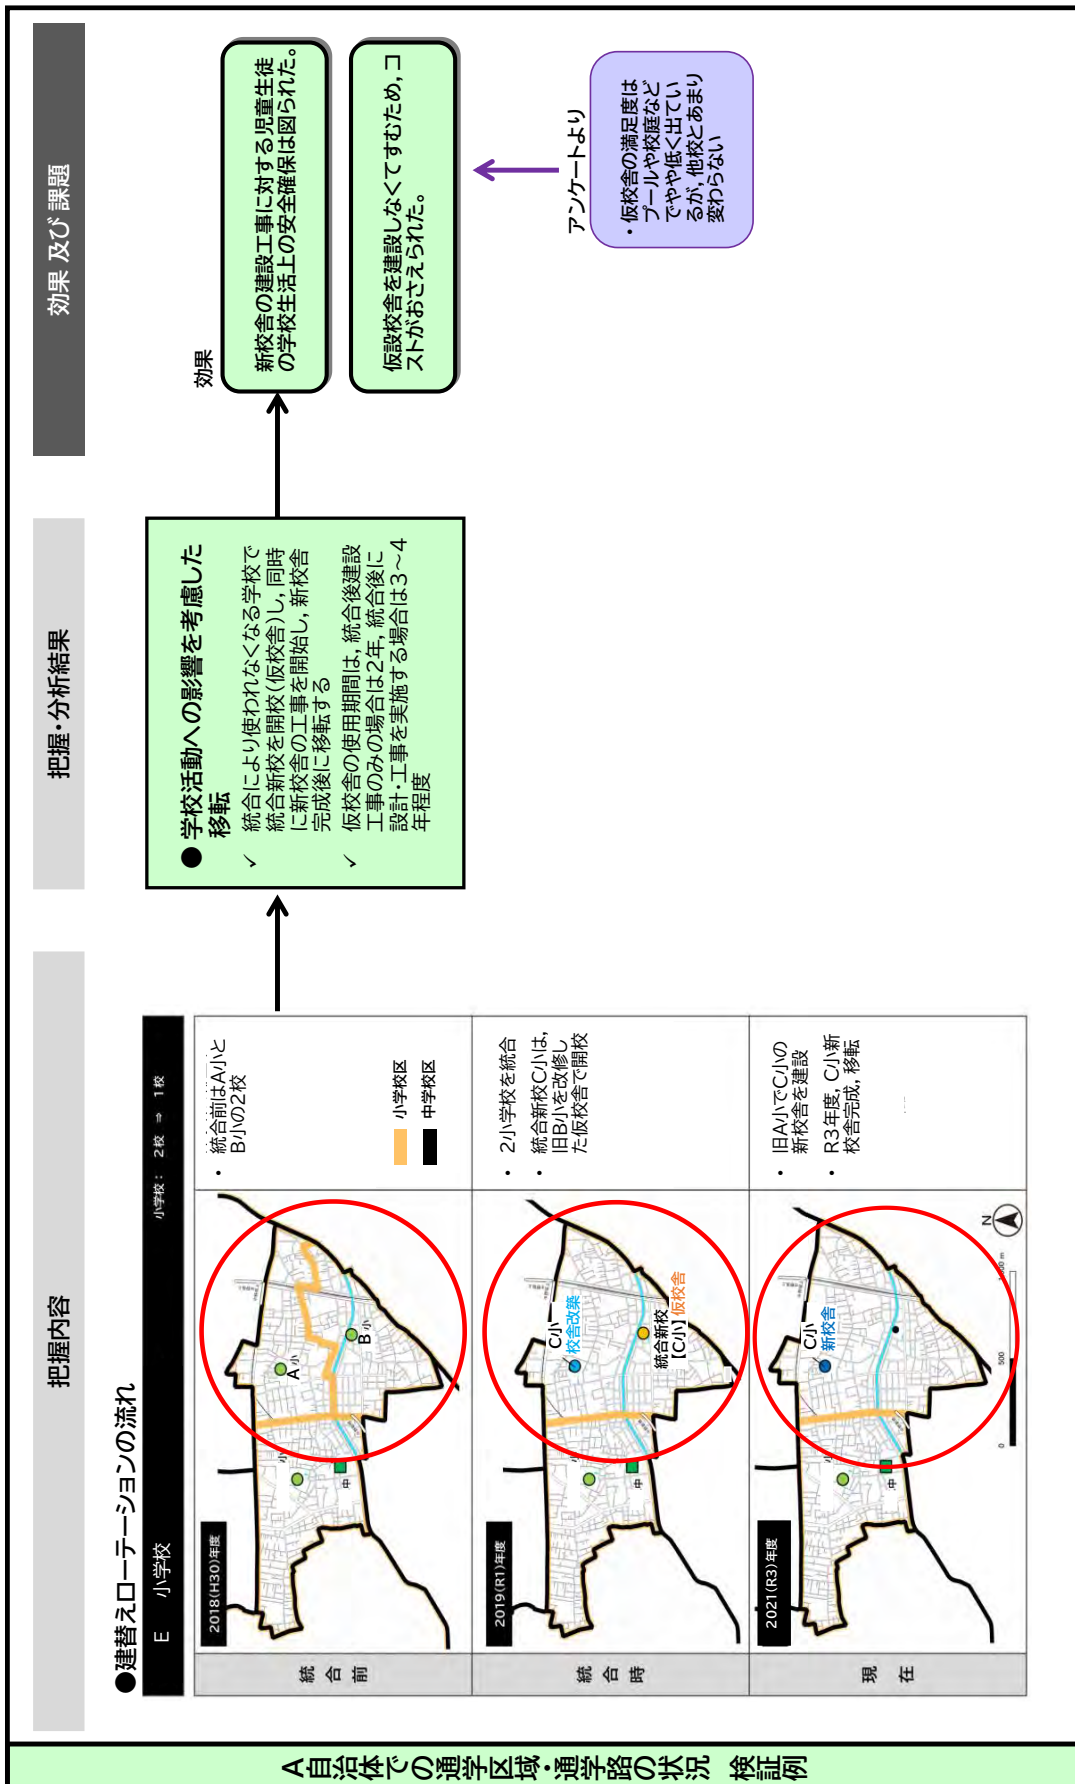 A自治体での通学区域・通学路の状況　検証例
把握内容
把握・分析結果
効果 及び 課題
●建替えローテーションの流れ
E　小学校
小学校：　2校　⇒　1校
統合前
2018(H30)年度
A小
B小
小
中
・統合前はA小と
B小の2校
小学校区
中学校区
統合時
2019(R1)年度
C小
校舎改築
統合新校
【C小】仮校舎
小
中
・2小学校を統合
・統合新校C小は,
旧B小を改修し
た仮校舎で開校
現在
2021(R3)年度
C小
新校舎
小
中
N
0
500
・旧A小でC小の
新校舎を建設
・R3年度, C小新
校舎完成, 移転
● 学校活動への影響を考慮した
移転
✓ 統合により使われなくなる学校で
統合新校を開校(仮校舎)し, 同時
に新校舎の工事を開始し, 新校舎
完成後に移転する
✓ 仮校舎の使用期間は, 統合後建設
工事のみの場合は2年, 統合後に
設計・工事を実施する場合は3～4
年程度
効果
新校舎の建設工事に対する児童生徒
の学校生活上の安全確保は図られた。
仮設校舎を建設しなくてすむため, コ
ストがおさえられた。
アンケートより
・仮校舎の満足度は
プールや校庭など
でやや低く出てい
るが, 他校とあまり
変わらない